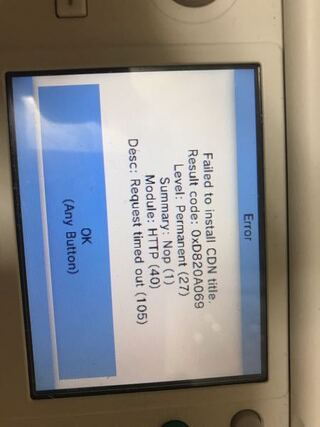 Error
Failed to install CDN title.
Result code: 0xD820A069
Level: Permanent (27)
Summary: Nop (1)
Module: HTTP (40)
Desc: Request timed out (105)
OK
(Any Button)